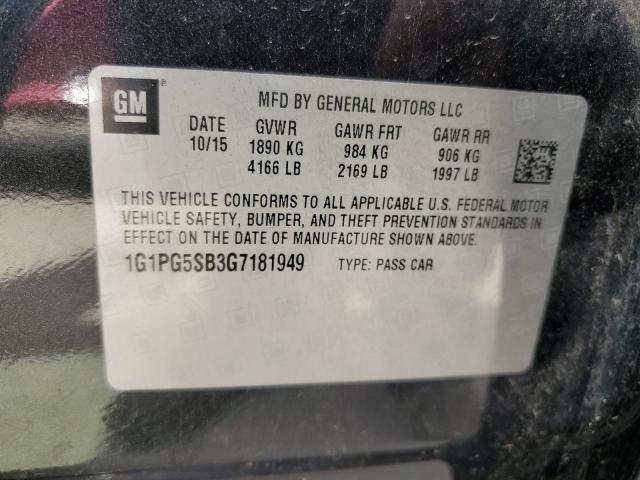 GM ®
MFD BY GENERAL MOTORS LLC
DATE GVWR GAWR FRT GAWR RR
10/15 1890 KG 984 KG 906 KG
4166 LB 2169 LB 1997 LB
THIS VEHICLE CONFORMS TO ALL APPLICABLE U.S. FEDERAL MOTOR
VEHICLE SAFETY, BUMPER, AND THEFT PREVENTION STANDARDS IN
EFFECT ON THE DATE OF MANUFACTURE SHOWN ABOVE.
1G1PG5SB3G7181949 TYPE: PASS CAR